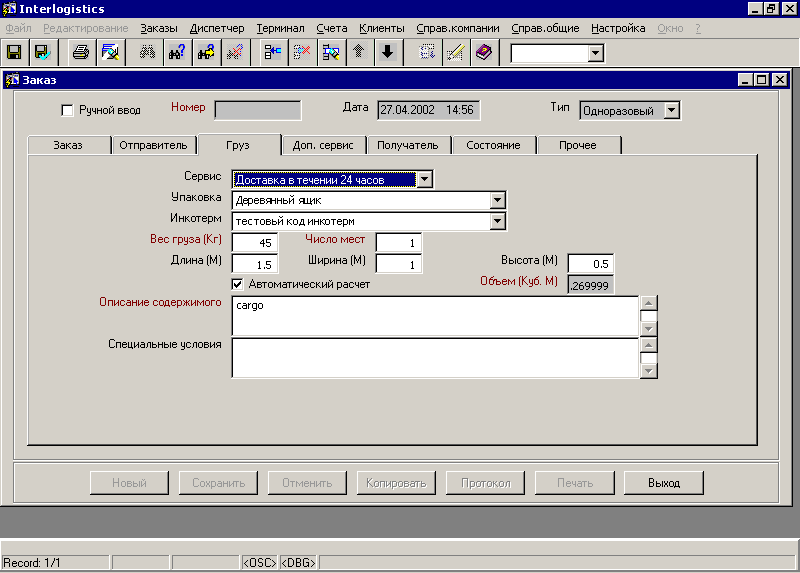 Interlogistics
Файл Редактирование Заказы Диспетчер Терминал Счета Клиенты Справ.компании Справ.общие Настройка Окно ?
Заказ
Ручной ввод Номер Дата 27.04.2002 14:56 Тип Одноразовый
Заказ Отправитель Груз Доп. сервис Получатель Состояние Прочее
Сервис Доставка в течении 24 часов
Упаковка Деревянный ящик
Инкотерм тестовый код инкотерм
Вес груза (Кг) 45 Число мест 1
Длина (М) 1.5 Ширина (М) 1 Высота (М) 0.5
Автоматический расчет Объем (Куб. М) .269999
Описание содержимого cargo
Специальные условия
Новый Сохранить Отменить Копировать Протокол Печать Выход
Record: 1/1 <OSC> <DBG>